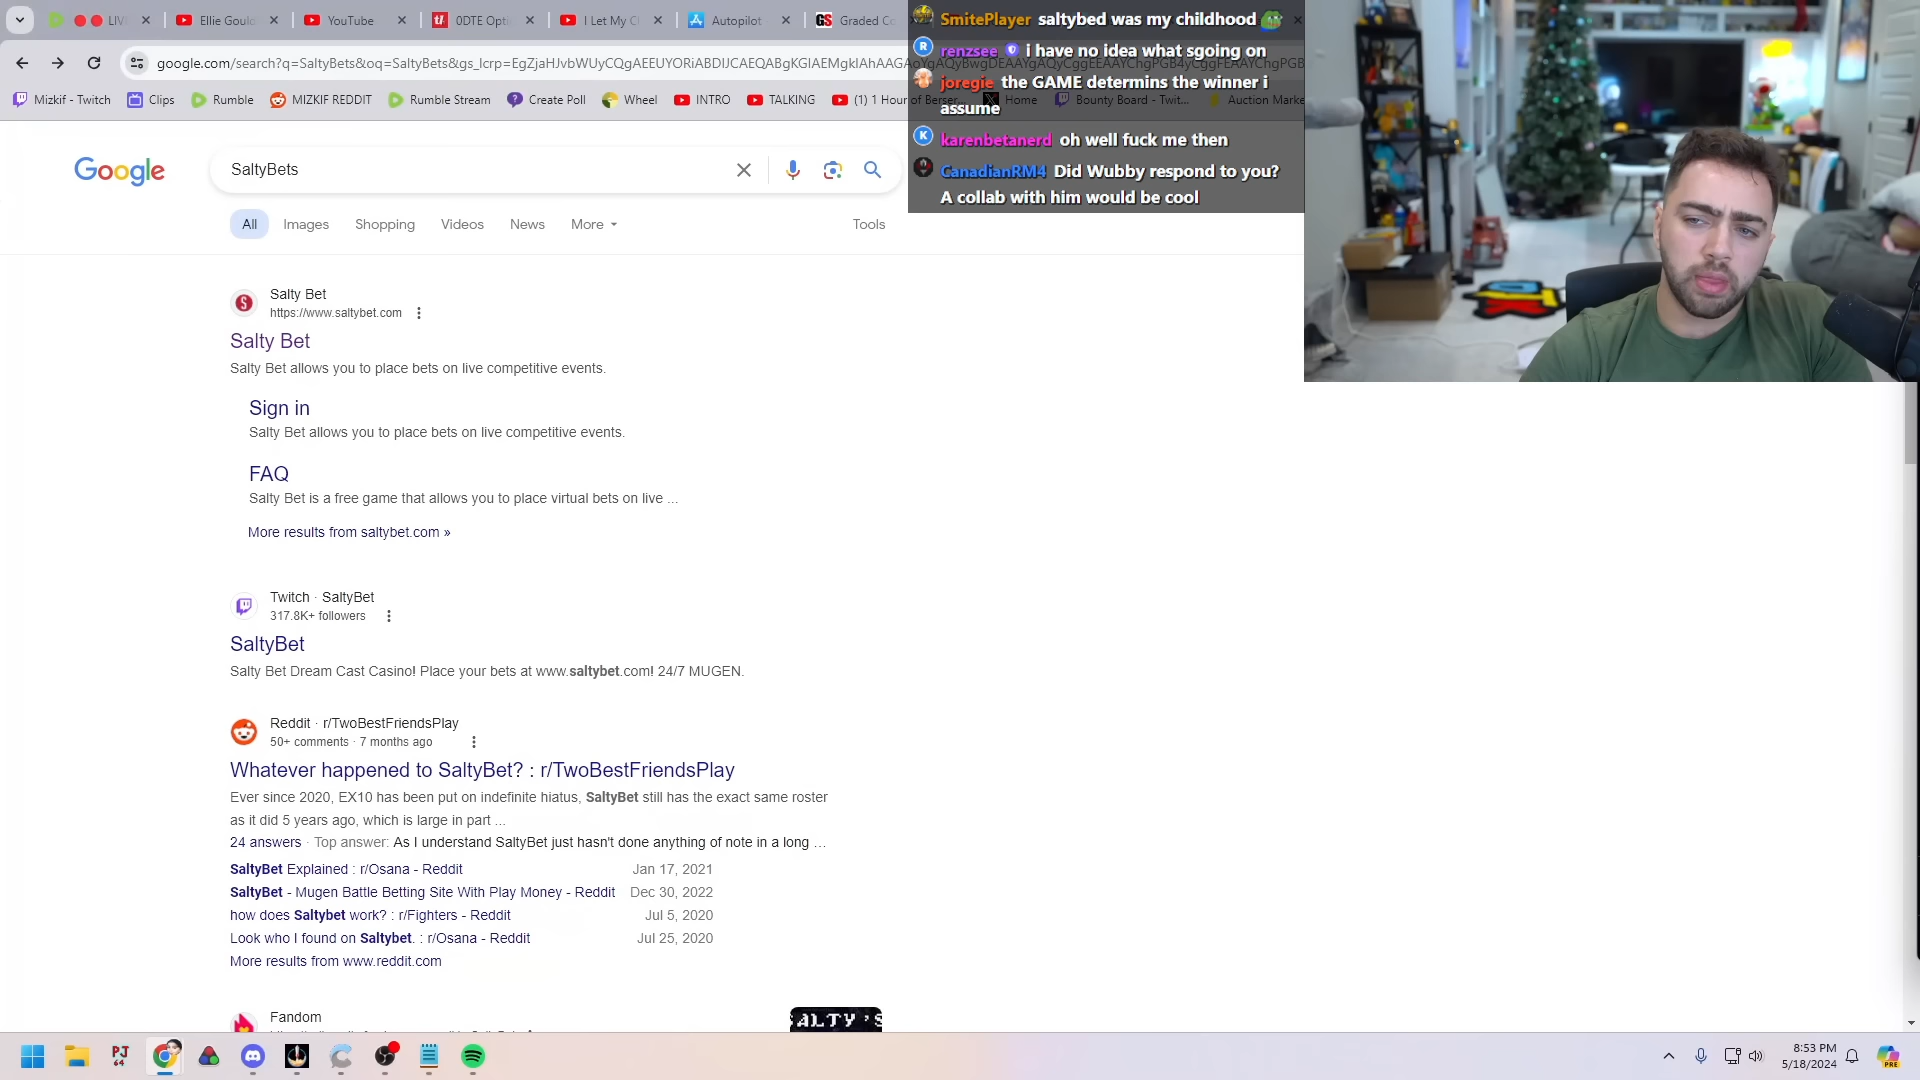 LIV
Ellie Gould
YouTube
0DTE Opti
I Let My Cl
Autopilot
Graded Co
google.com/search?q=SaltyBets&oq=SaltyBets&gs_lcrp=
Mizkif - Twitch
Clips
Rumble
MIZKIF REDDIT
Rumble Stream
Create Poll
Wheel
INTRO
TALKING
(1) 1 Hour of Berser...
Home
Bounty Board - Twit...
Auction Marke
SmitePlayer saltybed was my childhood
renzsee i have no idea what sgoing on
joregie the GAME determins the winner i
assume
karenbetanerd oh well fuck me then
CanadianRM4 Did Wubby respond to you?
A collab with him would be cool
Google
SaltyBets
All
Images
Shopping
Videos
News
More
Tools
Salty Bet
https://www.saltybet.com
Salty Bet
Salty Bet allows you to place bets on live competitive events.
Sign in
Salty Bet allows you to place bets on live competitive events.
FAQ
Salty Bet is a free game that allows you to place virtual bets on live ...
More results from saltybet.com »
Twitch · SaltyBet
317.8K+ followers
SaltyBet
Salty Bet Dream Cast Casino! Place your bets at www.saltybet.com! 24/7 MUGEN.
Reddit · r/TwoBestFriendsPlay
50+ comments · 7 months ago
Whatever happened to SaltyBet? : r/TwoBestFriendsPlay
Ever since 2020, EX10 has been put on indefinite hiatus, SaltyBet still has the exact same roster
as it did 5 years ago, which is large in part ...
24 answers · Top answer: As I understand SaltyBet just hasn't done anything of note in a long ...
SaltyBet Explained : r/Osana - Reddit Jan 17, 2021
SaltyBet - Mugen Battle Betting Site With Play Money - Reddit Dec 30, 2022
how does Saltybet work? : r/Fighters - Reddit Jul 5, 2020
Look who I found on Saltybet. : r/Osana - Reddit Jul 25, 2020
More results from www.reddit.com
Fandom
ALTY'S
PJ
64
8:53 PM
5/18/2024
PRE